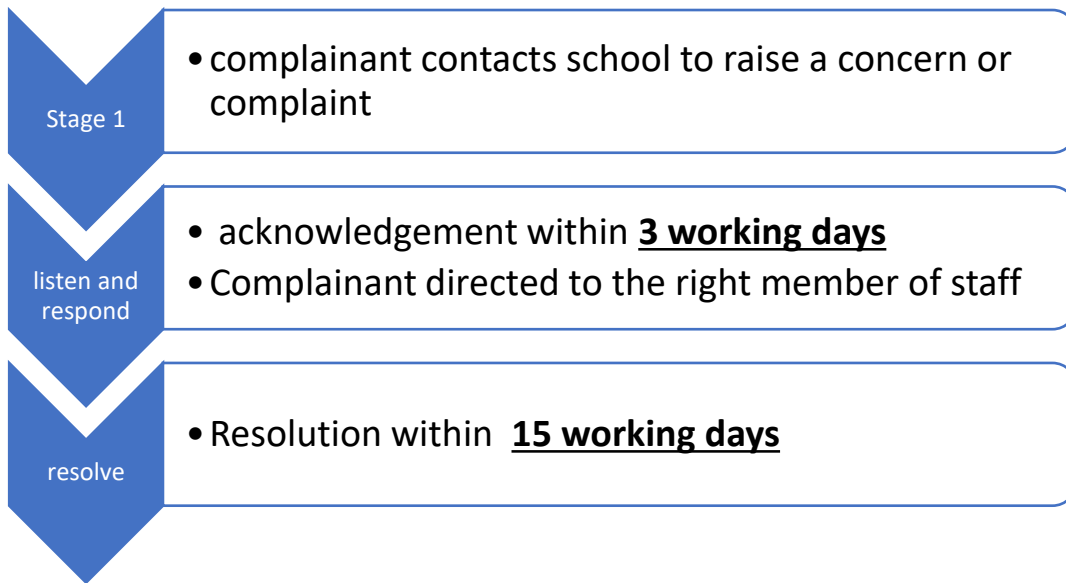 Stage 1
•complainant contacts school to raise a concern or
complaint
listen and
respond
• acknowledgement within 3 working days
•Complainant directed to the right member of staff
resolve
•Resolution within 15 working days